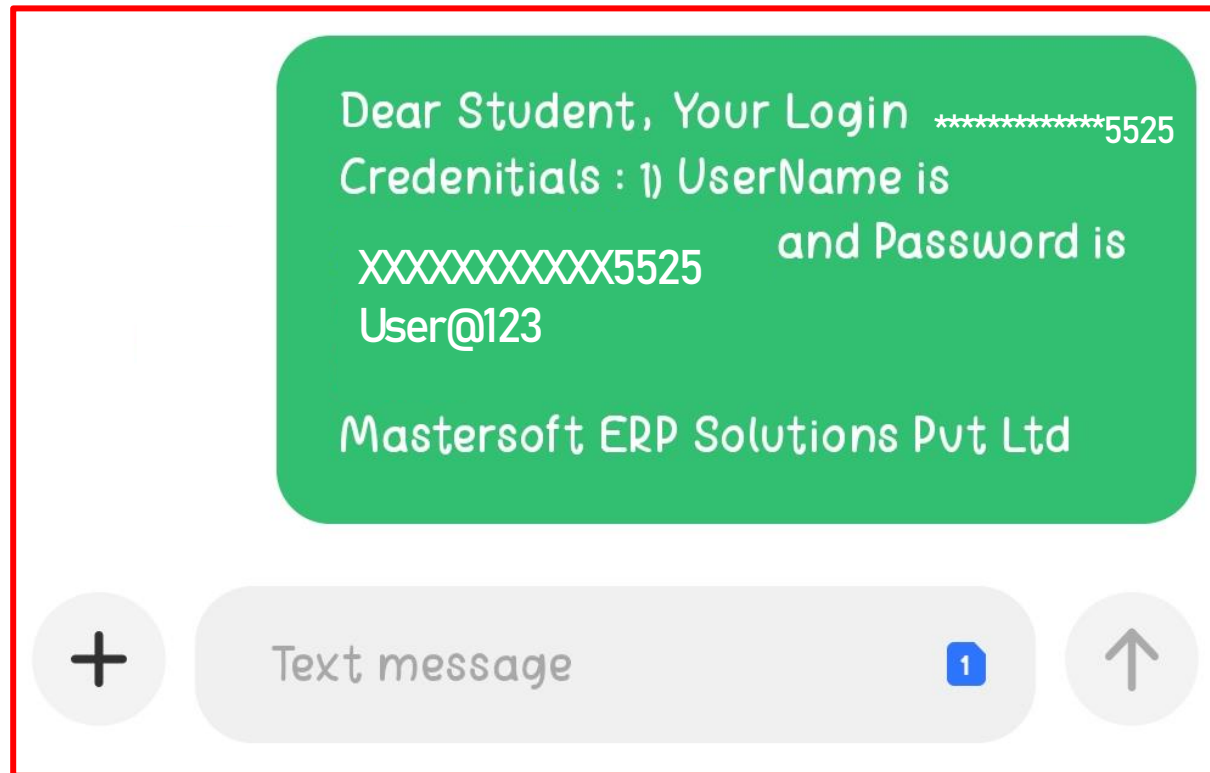 Dear Student, Your Login *************5525
Credenitials : 1) UserName is
and Password is
XXXXXXXXXXX5525
User@123
Mastersoft ERP Solutions Pvt Ltd
Text message
1